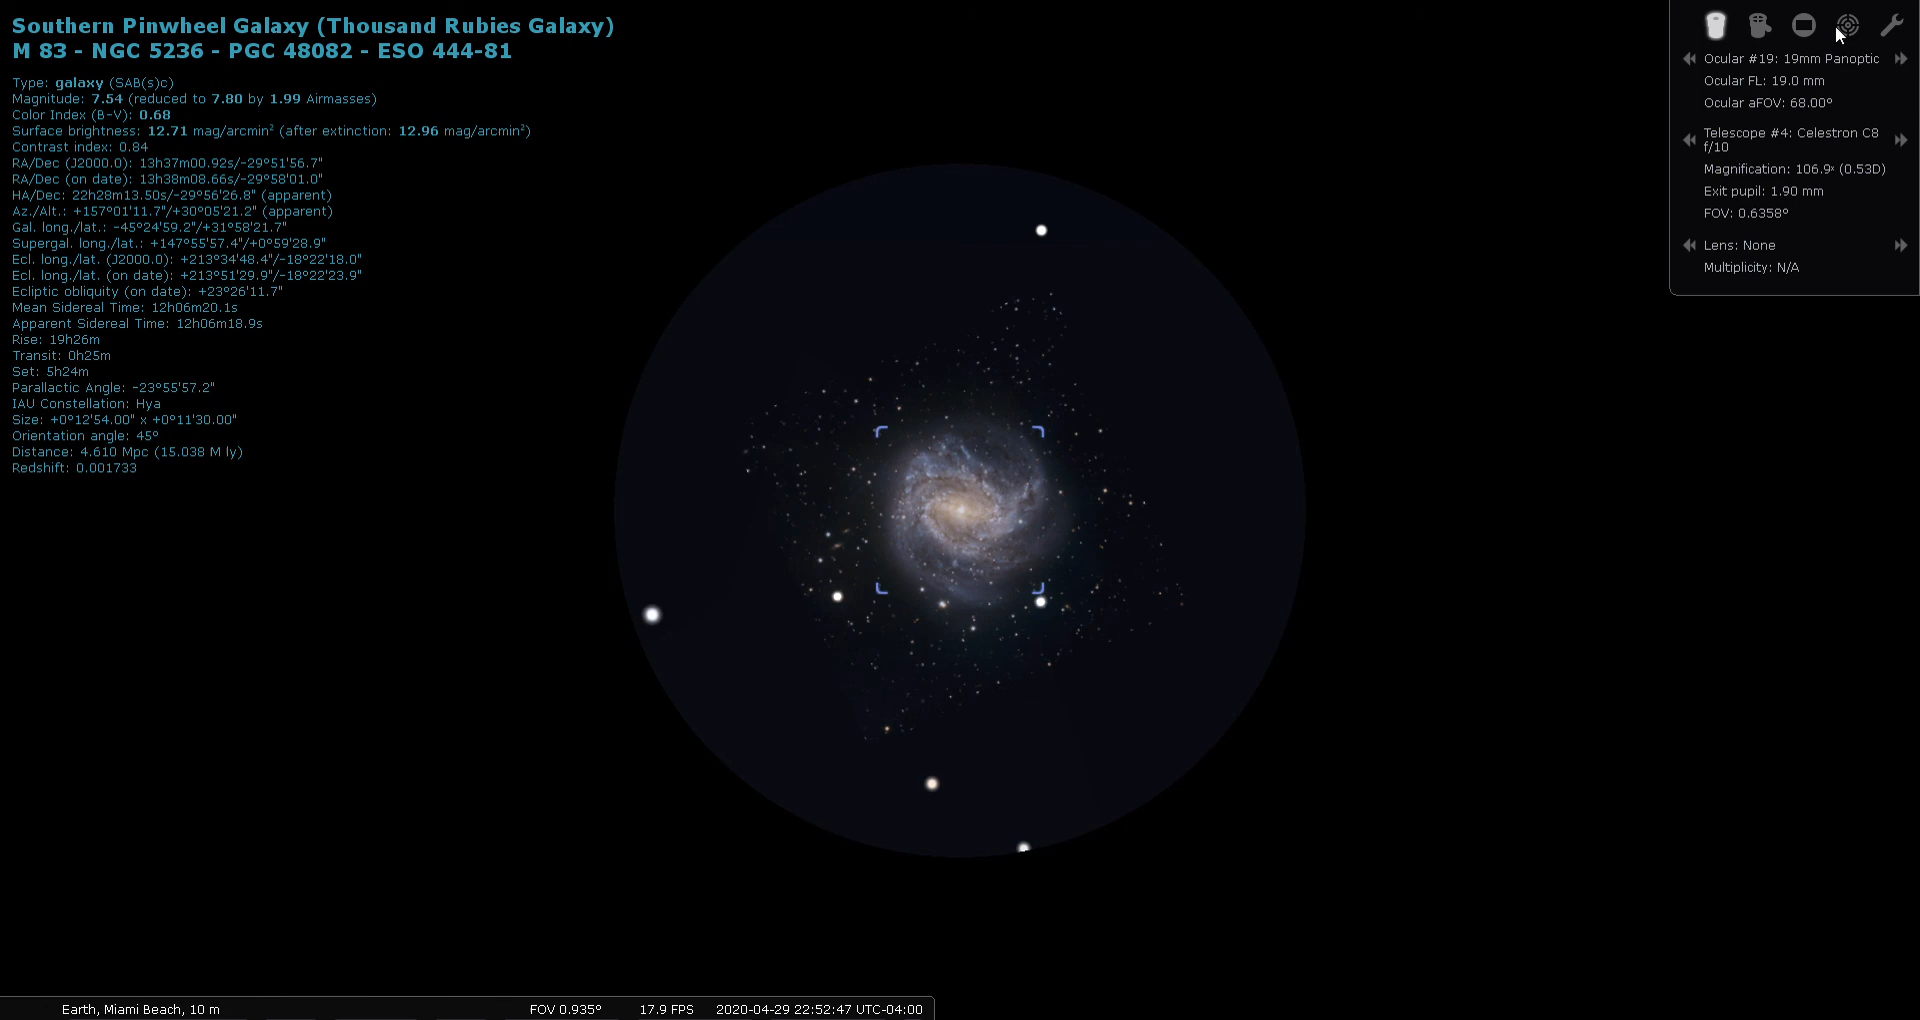 Southern Pinwheel Galaxy (Thousand Rubies Galaxy)
M 83 - NGC 5236 - PGC 48082 - ESO 444-81
Type: galaxy (SAB(s)c)
Magnitude: 7.54 (reduced to 7.80 by 1.99 Airmasses)
Color Index (B-V): 0.68
Surface brightness: 12.71 mag/arcmin² (after extinction: 12.96 mag/arcmin²)
Contrast index: 0.84
RA/Dec (J2000.0): 13h37m00.92s/-29°51'56.7"
RA/Dec (on date): 13h38m08.66s/-29°58'01.0"
HA/Dec: 22h28m13.50s/-29°56'26.8" (apparent)
Az./Alt.: +157°01'11.7"/+30°05'21.2" (apparent)
Gal. long./lat.: -45°24'59.2"/+31°58'21.7"
Supergal. long./lat.: +147°55'57.4"/+0°59'28.9"
Ecl. long./lat. (J2000.0): +213°34'48.4"/-18°22'18.0"
Ecl. long./lat. (on date): +213°51'29.9"/-18°22'23.9"
Ecliptic obliquity (on date): +23°26'11.7"
Mean Sidereal Time: 12h06m20.1s
Apparent Sidereal Time: 12h06m18.9s
Rise: 19h26m
Transit: 0h25m
Set: 5h24m
Parallactic Angle: -23°55'57.2"
IAU Constellation: Hya
Size: +0°12'54.00" x +0°11'30.00"
Orientation angle: 45°
Distance: 4.610 Mpc (15.038 M ly)
Redshift: 0.001733
Ocular #19: 19mm Panoptic
Ocular FL: 19.0 mm
Ocular aFOV: 68.00°
Telescope #4: Celestron C8
f/10
Magnification: 106.9ˣ (0.53D)
Exit pupil: 1.90 mm
FOV: 0.6358°
Lens: None
Multiplicity: N/A
Earth, Miami Beach, 10 m
FOV 0.935°
17.9 FPS
2020-04-29 22:52:47 UTC-04:00